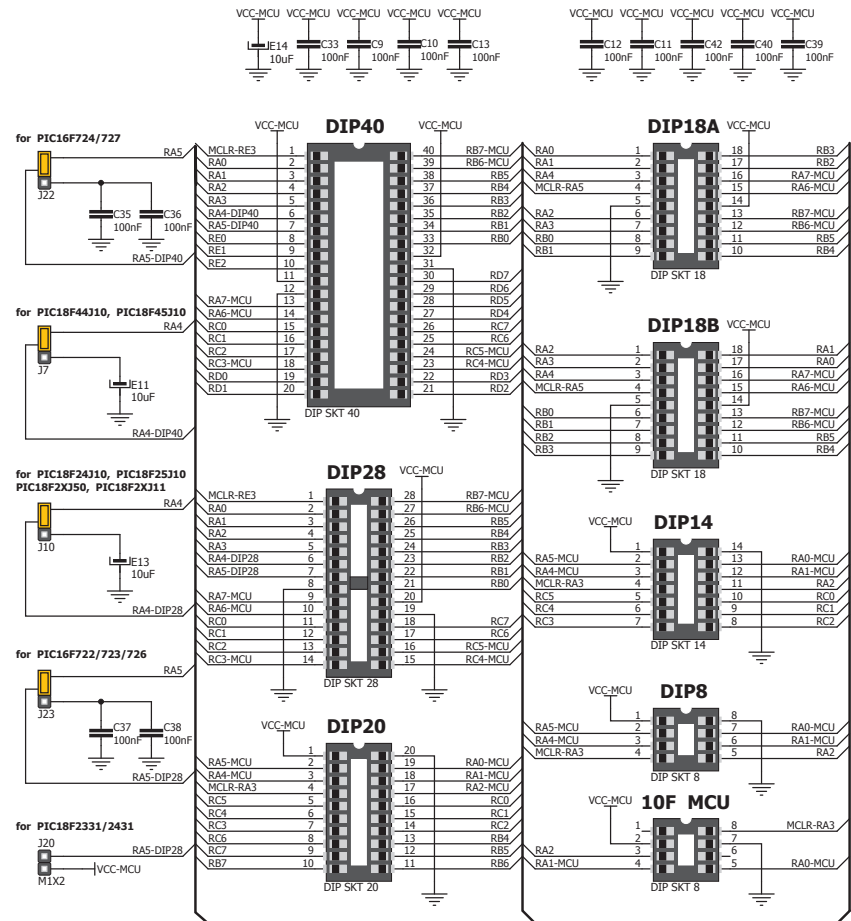 VCC-MCU VCC-MCU VCC-MCU VCC-MCU VCC-MCU
E14 10uF
C33 100nF
C9 100nF
C10 100nF
C13 100nF
VCC-MCU VCC-MCU VCC-MCU VCC-MCU VCC-MCU
C12 100nF
C11 100nF
C42 100nF
C40 100nF
C39 100nF
for PIC16F724/727
RA5
J22
C35 100nF
C36 100nF
RA5-DIP40
for PIC18F44J10, PIC18F45J10
RA4
J7
E11
10uF
RA4-DIP40
for PIC18F24J10, PIC18F25J10
PIC18F2XJ50, PIC18F2XJ11
RA4
J10
E13
10uF
RA4-DIP28
for PIC16F722/723/726
RA5
J23
C37 100nF
C38 100nF
RA5-DIP28
for PIC18F2331/2431
J20
RA5-DIP28
VCC-MCU
M1X2
DIP40
VCC-MCU VCC-MCU
MCLR-RE3 1 40 RB7-MCU
RA0 2 39 RB6-MCU
RA1 3 38 RB5
RA2 4 37 RB4
RA3 5 36 RB3
RA4-DIP40 6 35 RB2
RA5-DIP40 7 34 RB1
RE0 8 33 RB0
RE1 9 32
RE2 10 31
11 30 RD7
12 29 RD6
RA7-MCU 13 28 RD5
RA6-MCU 14 27 RD4
RC0 15 26 RC7
RC1 16 25 RC6
RC2 17 24 RC5-MCU
RC3-MCU 18 23 RC4-MCU
RD0 19 22 RD3
RD1 20 21 RD2
DIP SKT 40
DIP28
VCC-MCU
MCLR-RE3 1 28 RB7-MCU
RA0 2 27 RB6-MCU
RA1 3 26 RB5
RA2 4 25 RB4
RA3 5 24 RB3
RA4-DIP28 6 23 RB2
RA5-DIP28 7 22 RB1
8 21 RB0
RA7-MCU 9 20
RA6-MCU 10 19
RC0 11 18 RC7
RC1 12 17 RC6
RC2 13 16 RC5-MCU
RC3-MCU 14 15 RC4-MCU
DIP SKT 28
DIP20
VCC-MCU
1 20
RA5-MCU 2 19 RA0-MCU
RA4-MCU 3 18 RA1-MCU
MCLR-RA3 4 17 RA2-MCU
RC5 5 16 RC0
RC4 6 15 RC1
RC3 7 14 RC2
RC6 8 13 RB4
RC7 9 12 RB5
RB7 10 11 RB6
DIP SKT 20
DIP18A
VCC-MCU
RA0 1 18 RB3
RA1 2 17 RB2
RA4 3 16 RA7-MCU
MCLR-RA5 4 15 RA6-MCU
5 14
RA2 6 13 RB7-MCU
RA3 7 12 RB6-MCU
RB0 8 11 RB5
RB1 9 10 RB4
DIP SKT 18
DIP18B
VCC-MCU
RA2 1 18 RA1
RA3 2 17 RA0
RA4 3 16 RA7-MCU
MCLR-RA5 4 15 RA6-MCU
5 14
RB0 6 13 RB7-MCU
RB1 7 12 RB6-MCU
RB2 8 11 RB5
RB3 9 10 RB4
DIP SKT 18
DIP14
VCC-MCU
1 14
RA5-MCU 2 13 RA0-MCU
RA4-MCU 3 12 RA1-MCU
MCLR-RA3 4 11 RA2
RC5 5 10 RC0
RC4 6 9 RC1
RC3 7 8 RC2
DIP SKT 14
DIP8
VCC-MCU
1 8
RA5-MCU 2 7 RA0-MCU
RA4-MCU 3 6 RA1-MCU
MCLR-RA3 4 5 RA2
DIP SKT 8
10F MCU
VCC-MCU
1 8 MCLR-RA3
2 7
RA2 3 6
RA1-MCU 4 5 RA0-MCU
DIP SKT 8